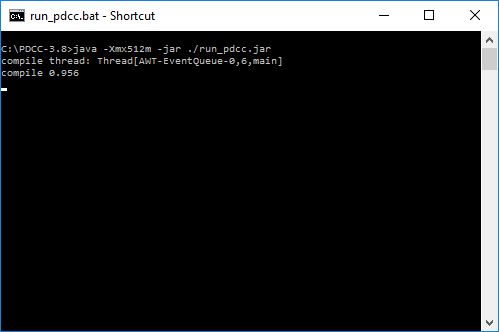 run_pdcc.bat - Shortcut
C:\PDCC-3.8>java -Xmx512m -jar ./run_pdcc.jar
compile thread: Thread[AWT-EventQueue-0,6,main]
compile 0.956